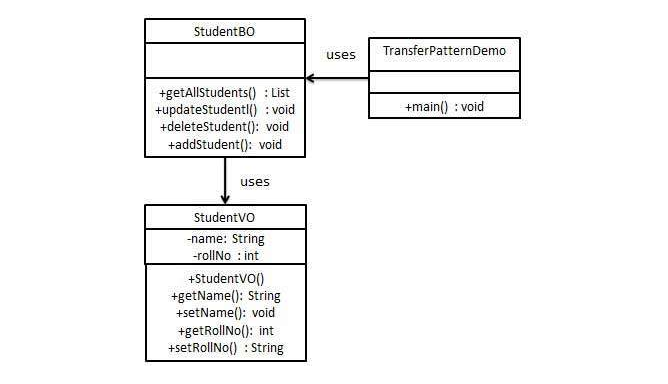 StudentBO
+getAllStudents() : List
+updateStudentl() : void
+deleteStudent(): void
+addStudent(): void
uses
TransferPatternDemo
+main() : void
uses
StudentVO
-name: String
-rollNo : int
+StudentVO()
+getName(): String
+setName(): void
+getRollNo(): int
+setRollNo() : String